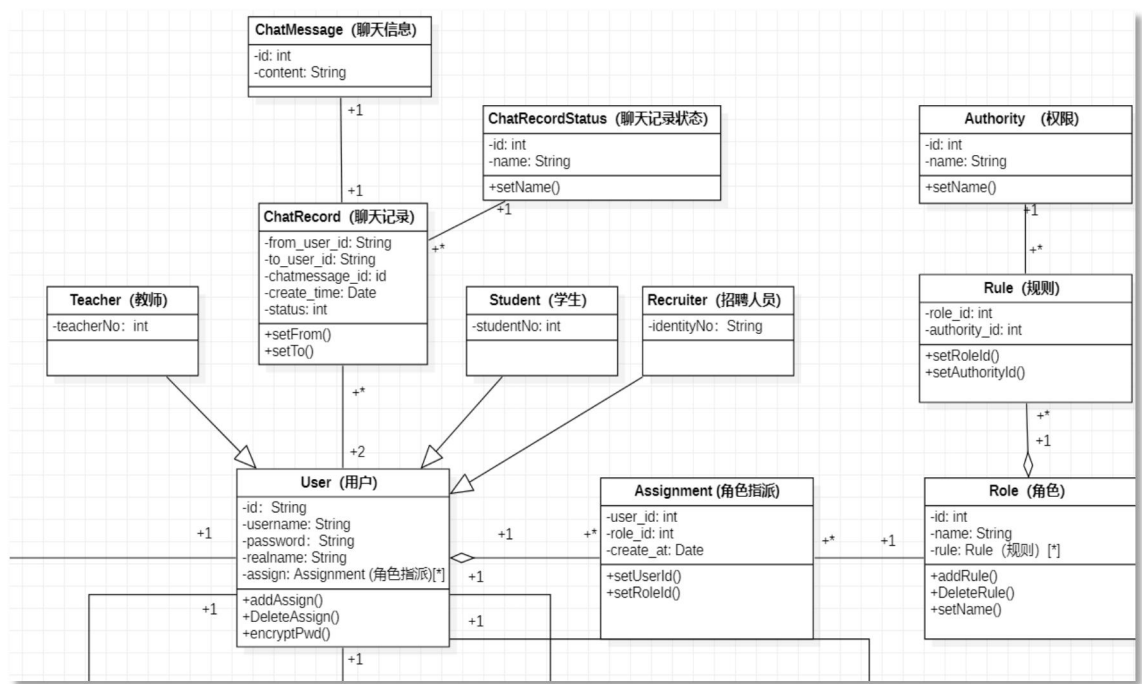 ChatMessage (聊天信息)
-id: int
-content: String
+1
+1
ChatRecordStatus (聊天记录状态)
-id: int
-name: String
+setName()
+1
+*
Authority (权限)
-id: int
-name: String
+setName()
+1
+*
ChatRecord (聊天记录)
-from_user_id: String
-to_user_id: String
-chatmessage_id: id
-create_time: Date
-status: int
+setFrom()
+setTo()
+*
+2
Teacher (教师)
-teacherNo: int
Student (学生)
-studentNo: int
Recruiter (招聘人员)
-identityNo: String
Rule (规则)
-role_id: int
-authority_id: int
+setRoleId()
+setAuthorityId()
+*
+1
User (用户)
-id: String
-username: String
-password: String
-realname: String
-assign: Assignment (角色指派)[*]
+addAssign()
+DeleteAssign()
+encryptPwd()
+1
+1
+1
+1
+1
+1
+*
Assignment (角色指派)
-user_id: int
-role_id: int
-create_at: Date
+setUserId()
+setRoleId()
+*
+1
Role (角色)
-id: int
-name: String
-rule: Rule (规则) [*]
+addRule()
+DeleteRule()
+setName()